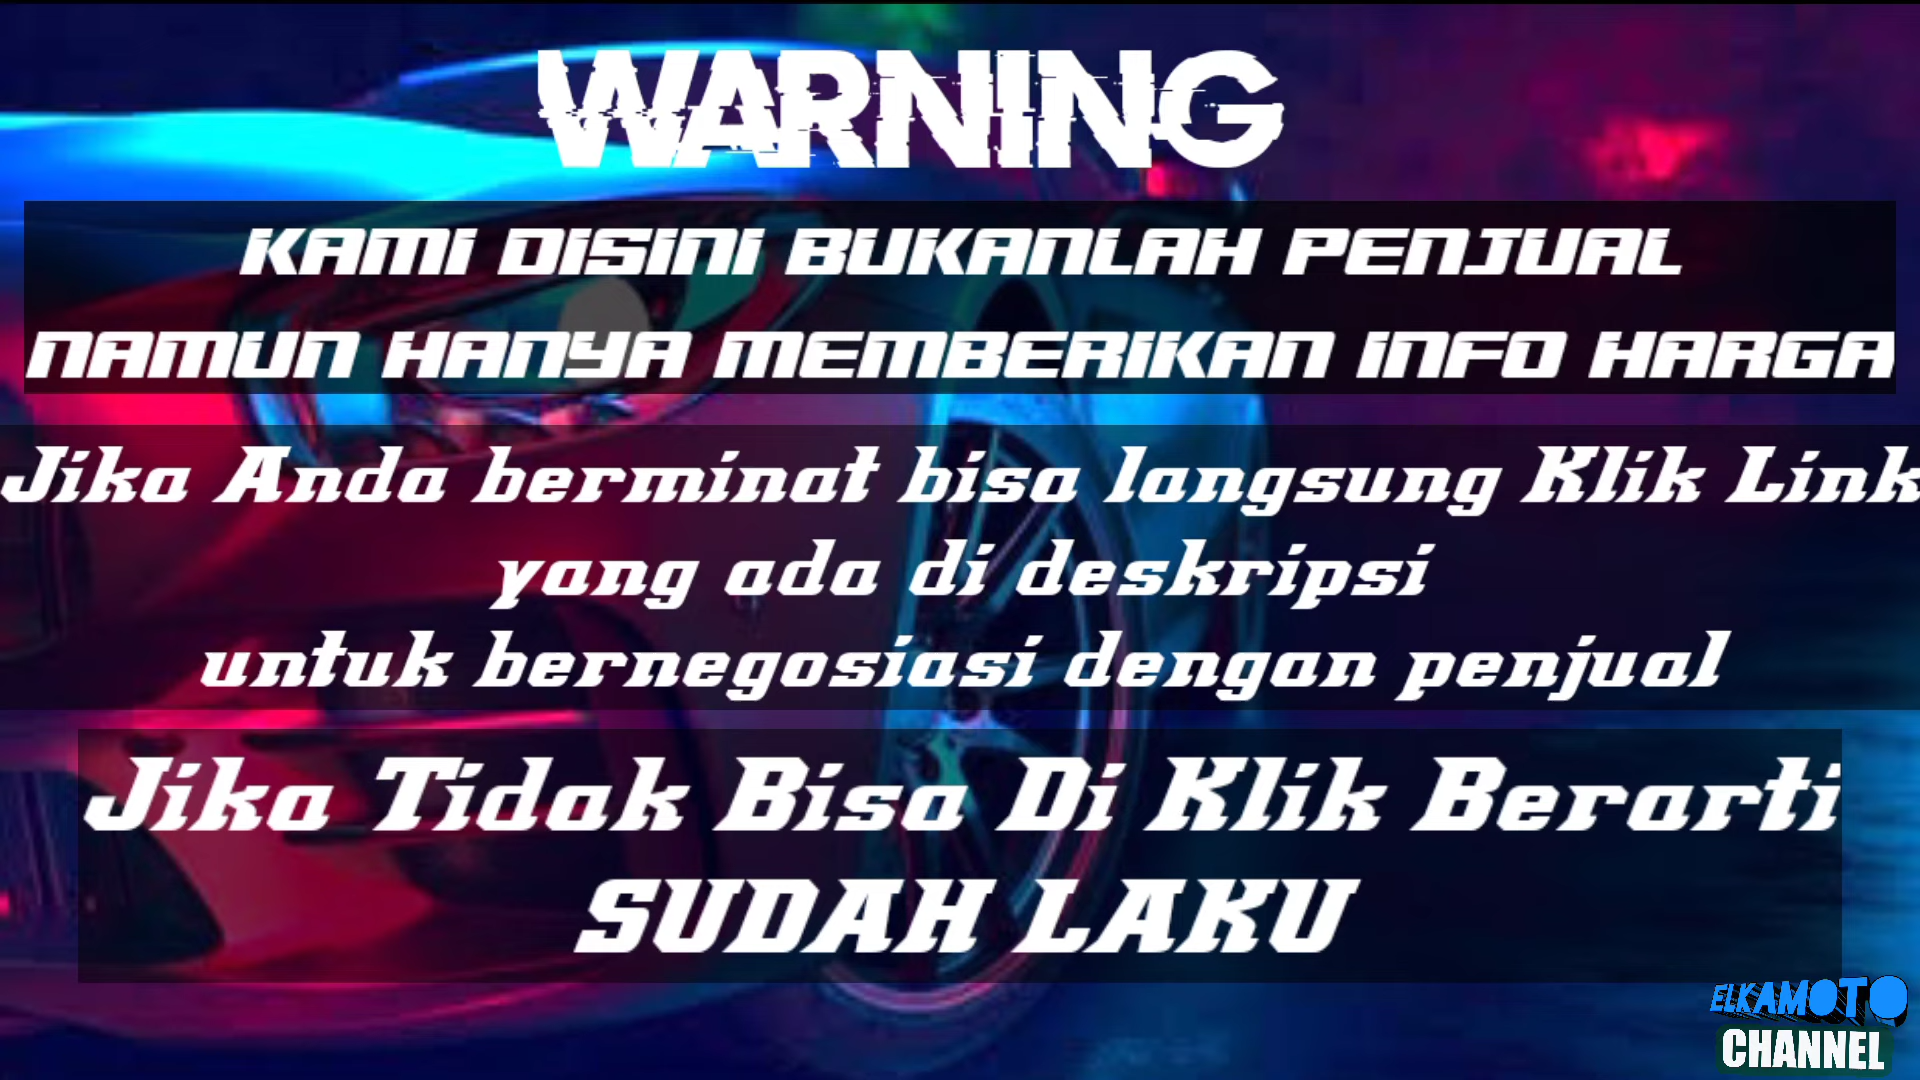 WARNING
KAMI DISINI BUKANLAH PENJUAL
NAMUN HANYA MEMBERIKAN INFO HARGA
Jika Anda berminat bisa langsung Klik Link
yang ada di deskripsi
untuk bernegosiasi dengan penjual
Jika Tidak Bisa Di Klik Berarti
SUDAH LAKU
ELKAMOTO
CHANNEL